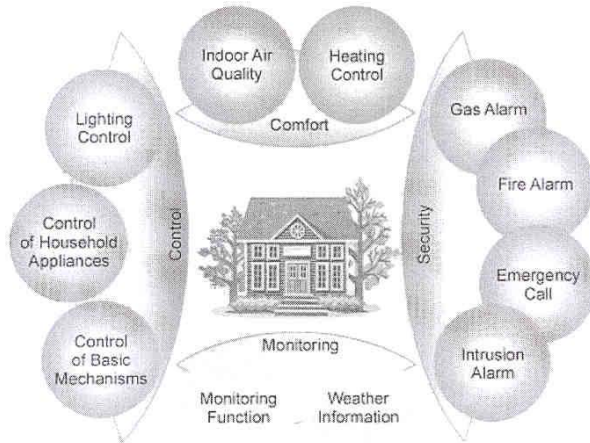 Indoor Air
Quality
Heating
Control
Comfort
Lighting
Control
Control
of Household
Appliances
Control
of Basic
Mechanisms
Control
Security
Gas Alarm
Fire Alarm
Emergency
Call
Intrusion
Alarm
Monitoring
Monitoring
Function
Weather
Information